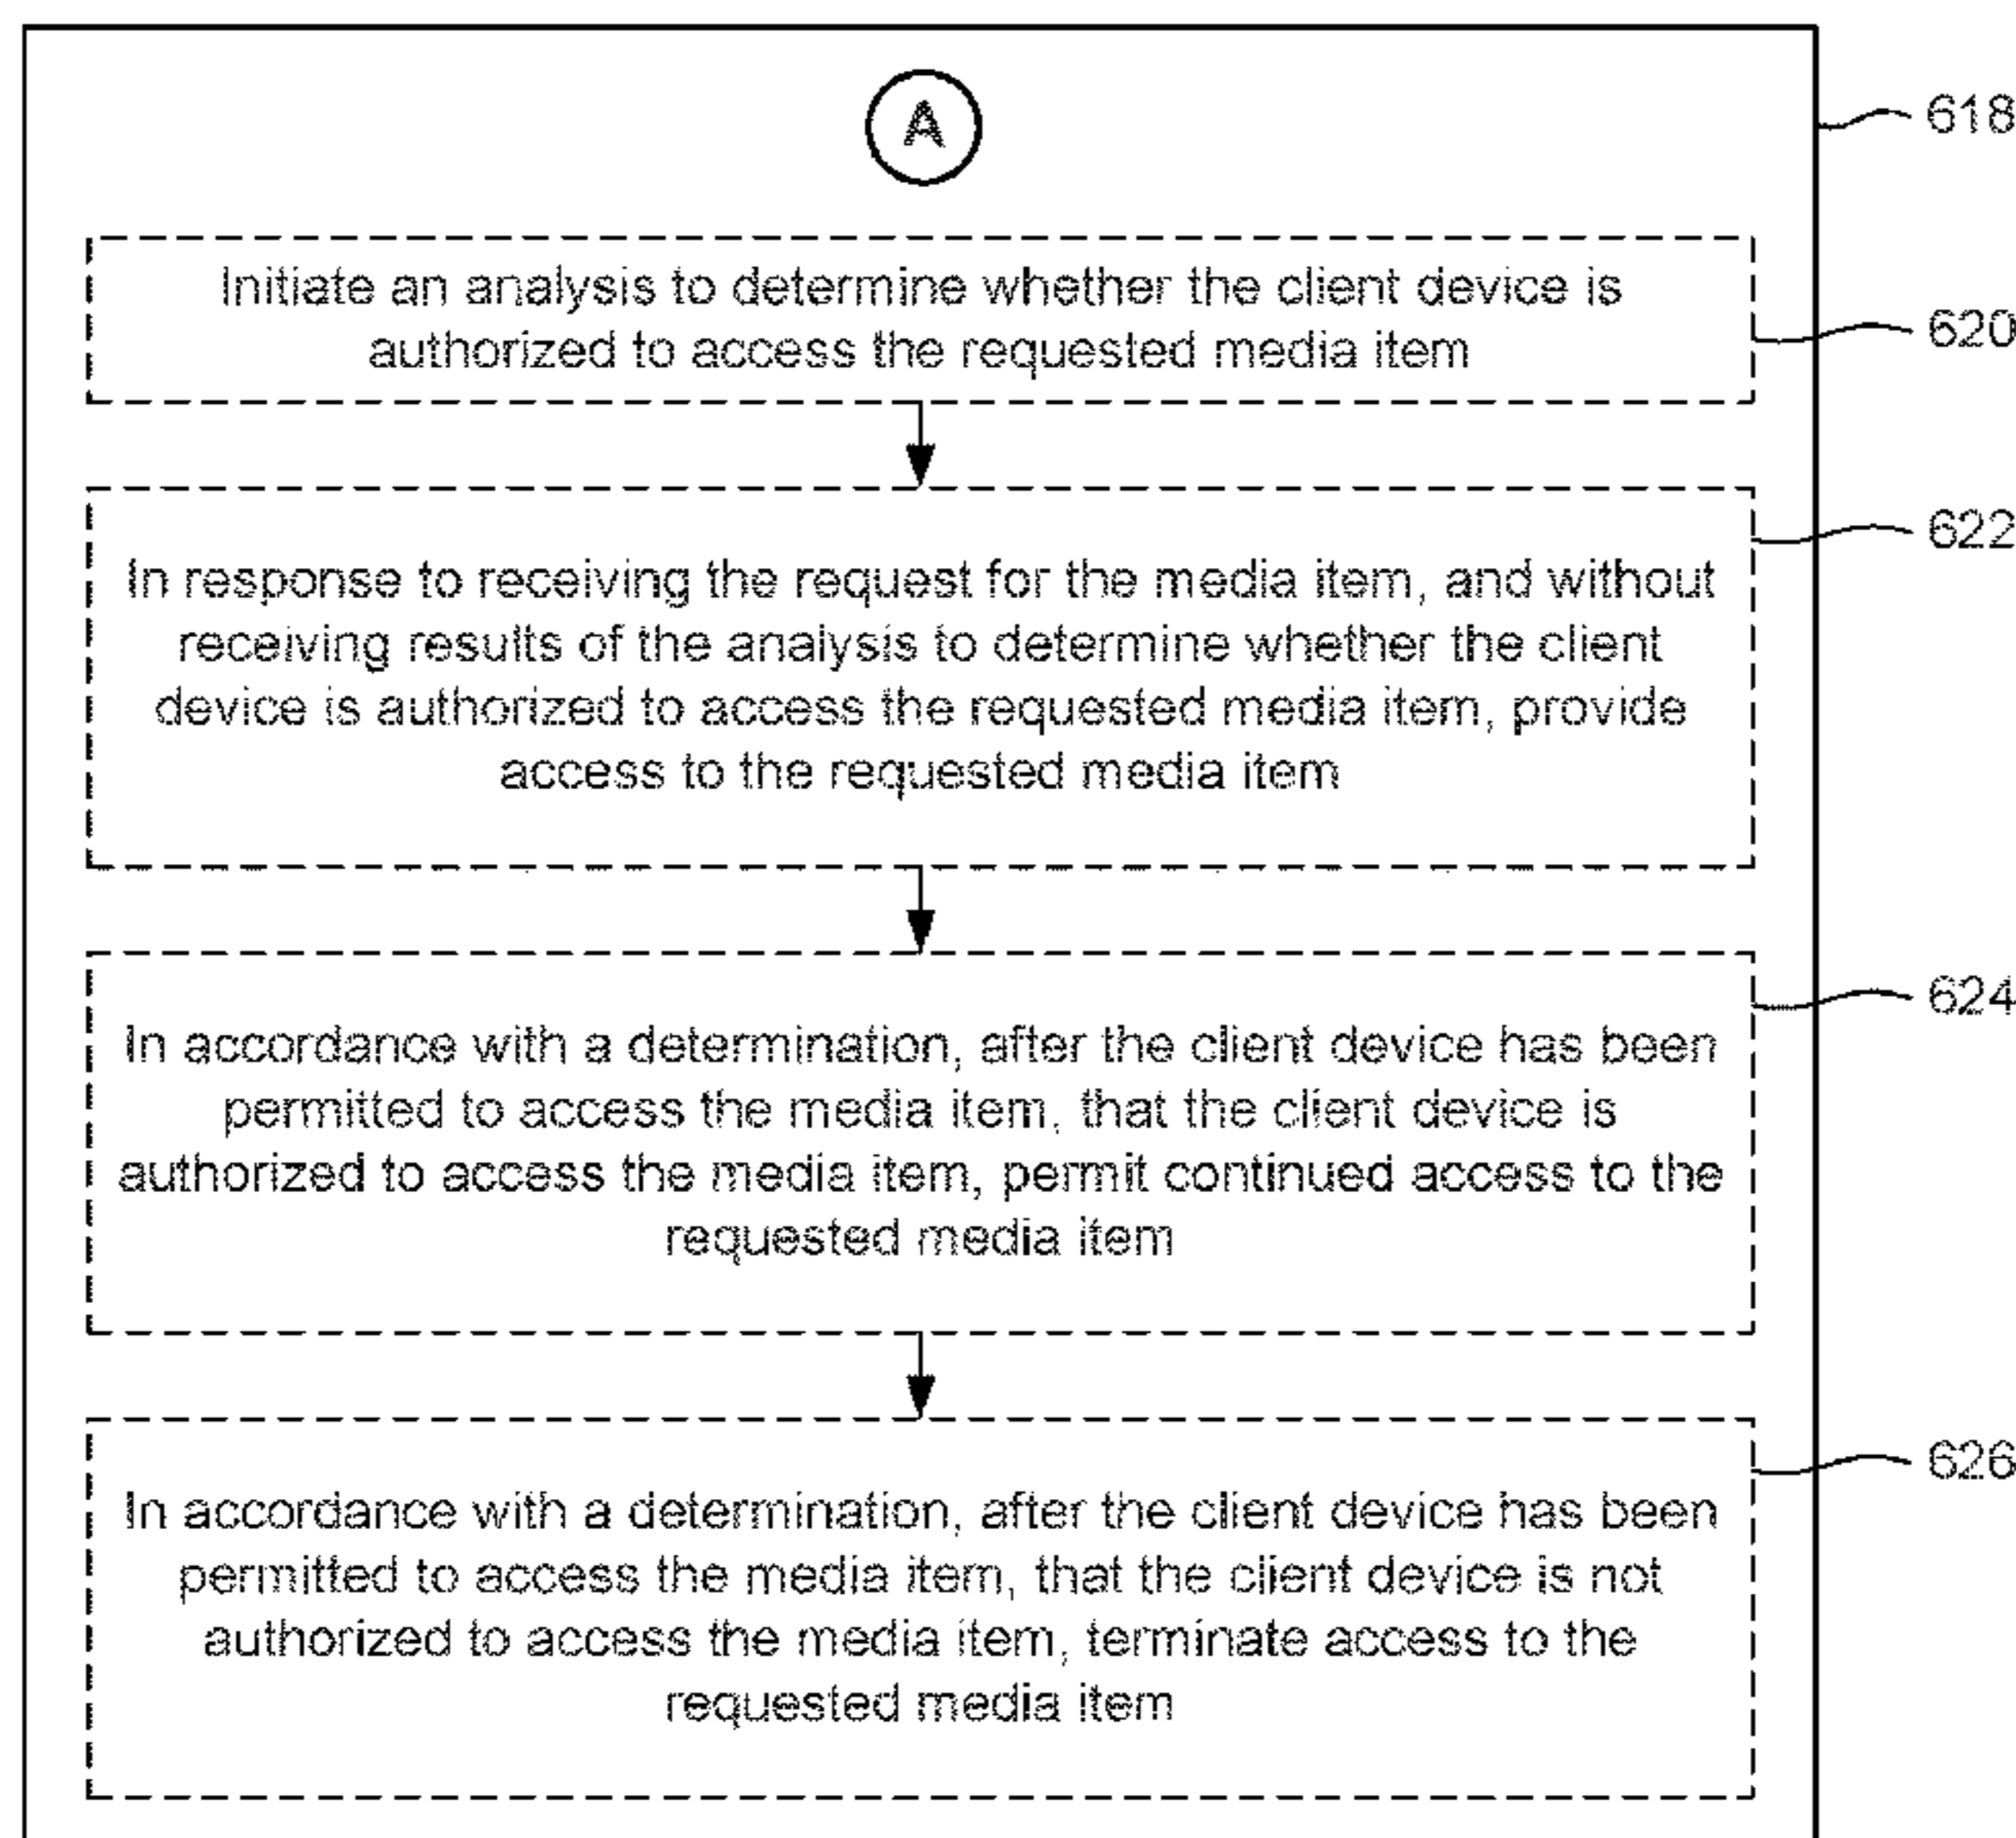 A
618
Initiate an analysis to determine whether the client device is
authorized to access the requested media item
620
In response to receiving the request for the media item, and without
receiving results of the analysis to determine whether the client
device is authorized to access the requested media item, provide
access to the requested media item
622
In accordance with a determination, after the client device has been
permitted to access the media item, that the client device is
authorized to access the media item, permit continued access to the
requested media item
624
In accordance with a determination, after the client device has been
permitted to access the media item, that the client device is not
authorized to access the media item, terminate access to the
requested media item
626